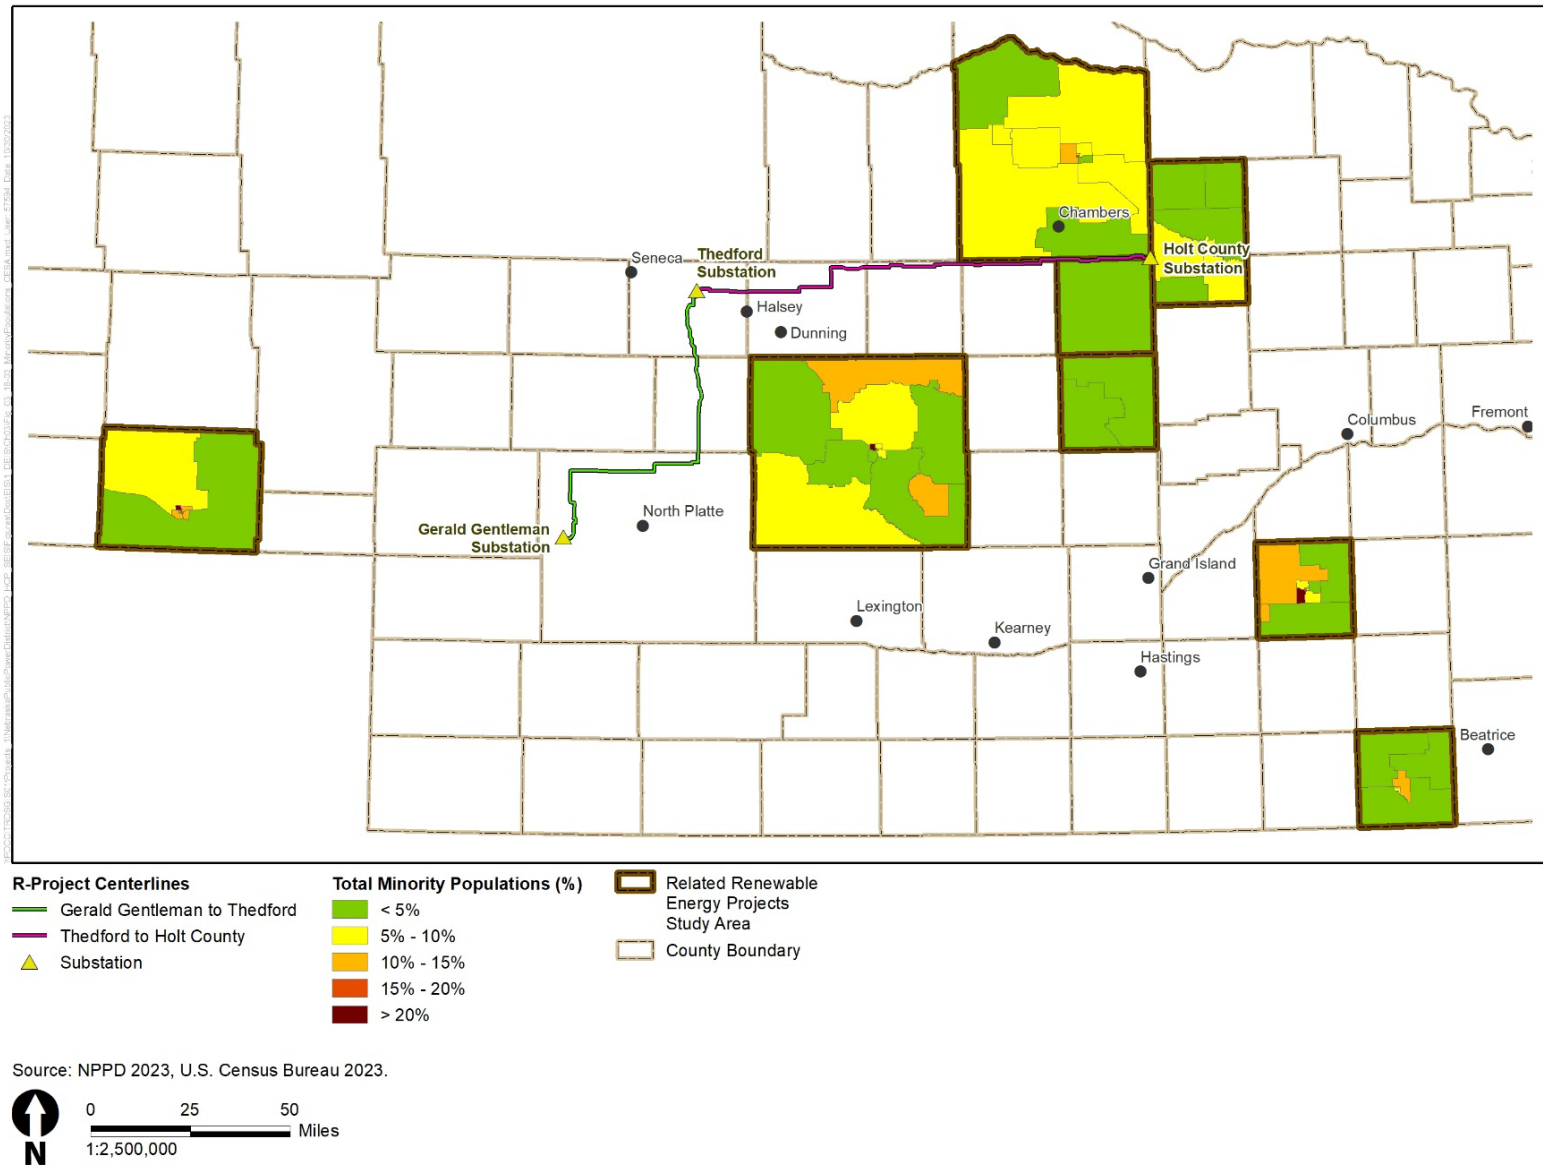 Chambers
Holt County
Substation
Thedford
Substation
Seneca
Halsey
Dunning
Columbus
Fremont
North Platte
Gerald Gentleman
Substation
Grand Island
Lexington
Kearney
Hastings
Beatrice
R-Project Centerlines
Gerald Gentleman to Thedford
Thedford to Holt County
Substation
Total Minority Populations (%)
< 5%
5% - 10%
10% - 15%
15% - 20%
> 20%
Related Renewable
Energy Projects
Study Area
County Boundary
Source: NPPD 2023, U.S. Census Bureau 2023.
N
0 25 50
Miles
1:2,500,000